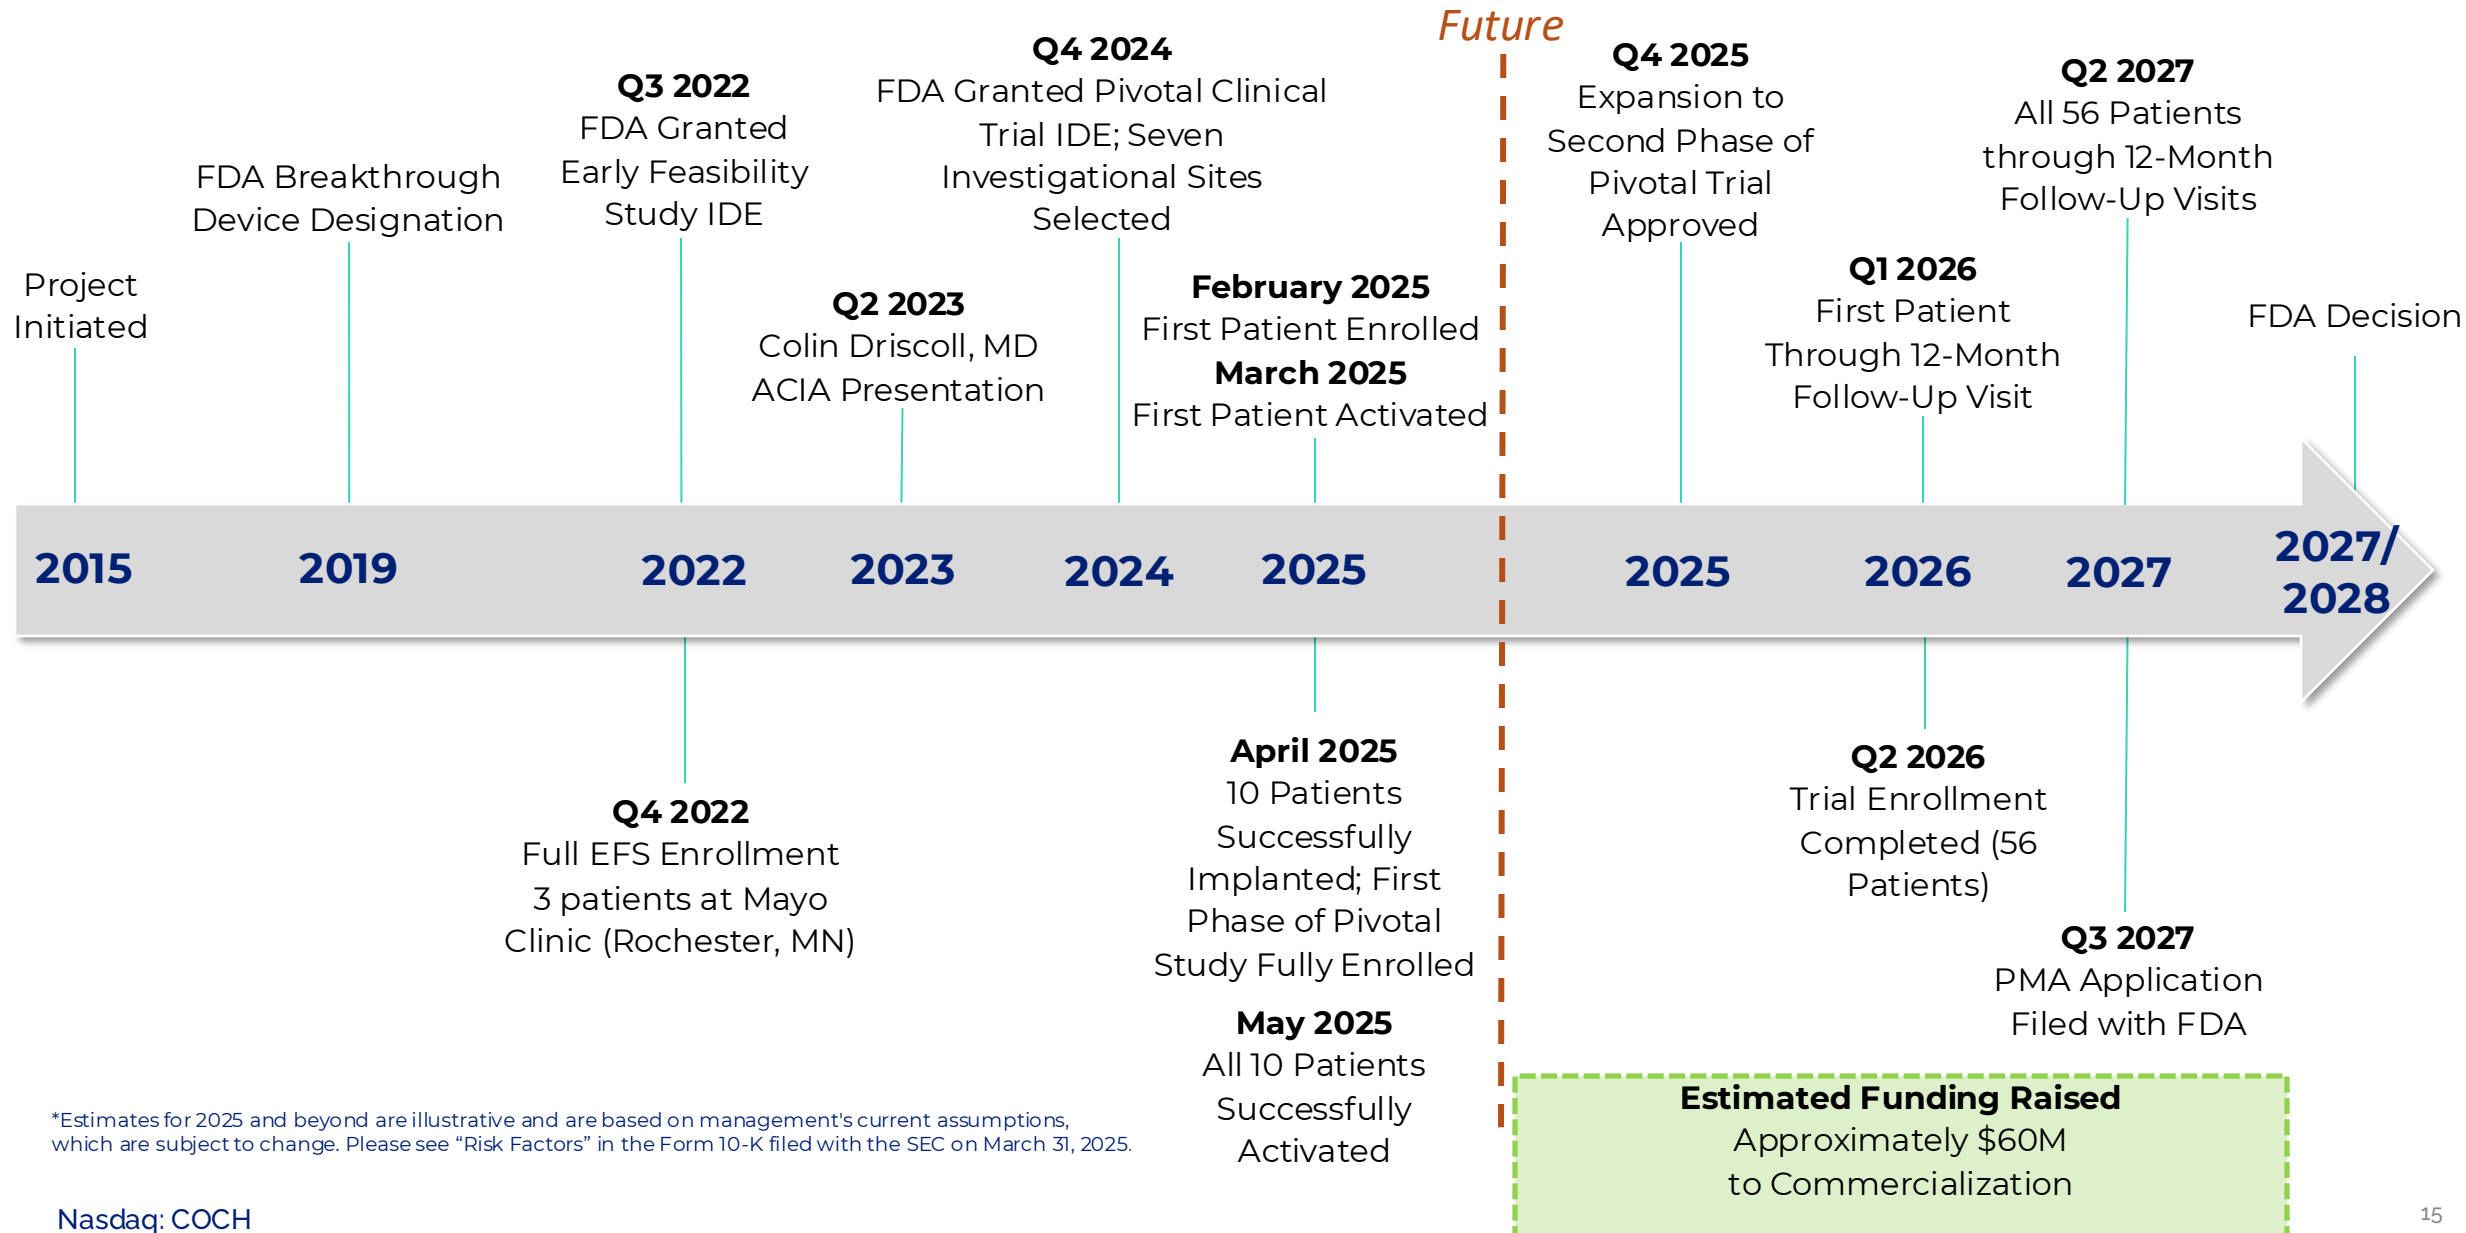 Future
Project
Initiated
FDA Breakthrough
Device Designation
Q3 2022
FDA Granted
Early Feasibility
Study IDE
Q2 2023
Colin Driscoll, MD
ACIA Presentation
Q4 2024
FDA Granted Pivotal Clinical
Trial IDE; Seven
Investigational Sites
Selected
February 2025
First Patient Enrolled
March 2025
First Patient Activated
Q4 2025
Expansion to
Second Phase of
Pivotal Trial
Approved
Q1 2026
First Patient
Through 12-Month
Follow-Up Visit
Q2 2027
All 56 Patients
through 12-Month
Follow-Up Visits
FDA Decision
2015
2019
2022
2023
2024
2025
2025
2026
2027
2027/
2028
Q4 2022
Full EFS Enrollment
3 patients at Mayo
Clinic (Rochester, MN)
April 2025
10 Patients
Successfully
Implanted; First
Phase of Pivotal
Study Fully Enrolled
May 2025
All 10 Patients
Successfully
Activated
Q2 2026
Trial Enrollment
Completed (56
Patients)
Q3 2027
PMA Application
Filed with FDA
Estimated Funding Raised
Approximately $60M
to Commercialization
*Estimates for 2025 and beyond are illustrative and are based on management's current assumptions,
which are subject to change. Please see “Risk Factors” in the Form 10-K filed with the SEC on March 31, 2025.
Nasdaq: COCH
15